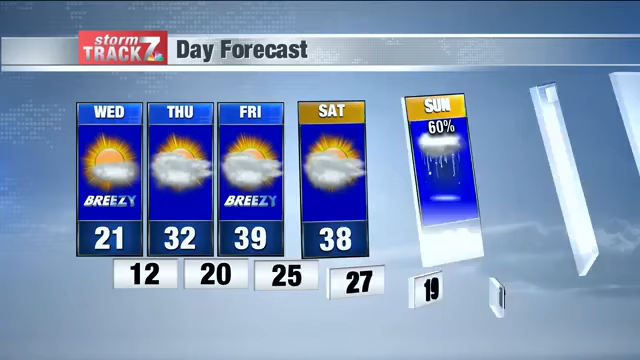 storm
TRACK 7 Day Forecast
WED THU FRI SAT SUN
60%
BREEZY BREEZY
21 32 39 38
12 20 25 27 19